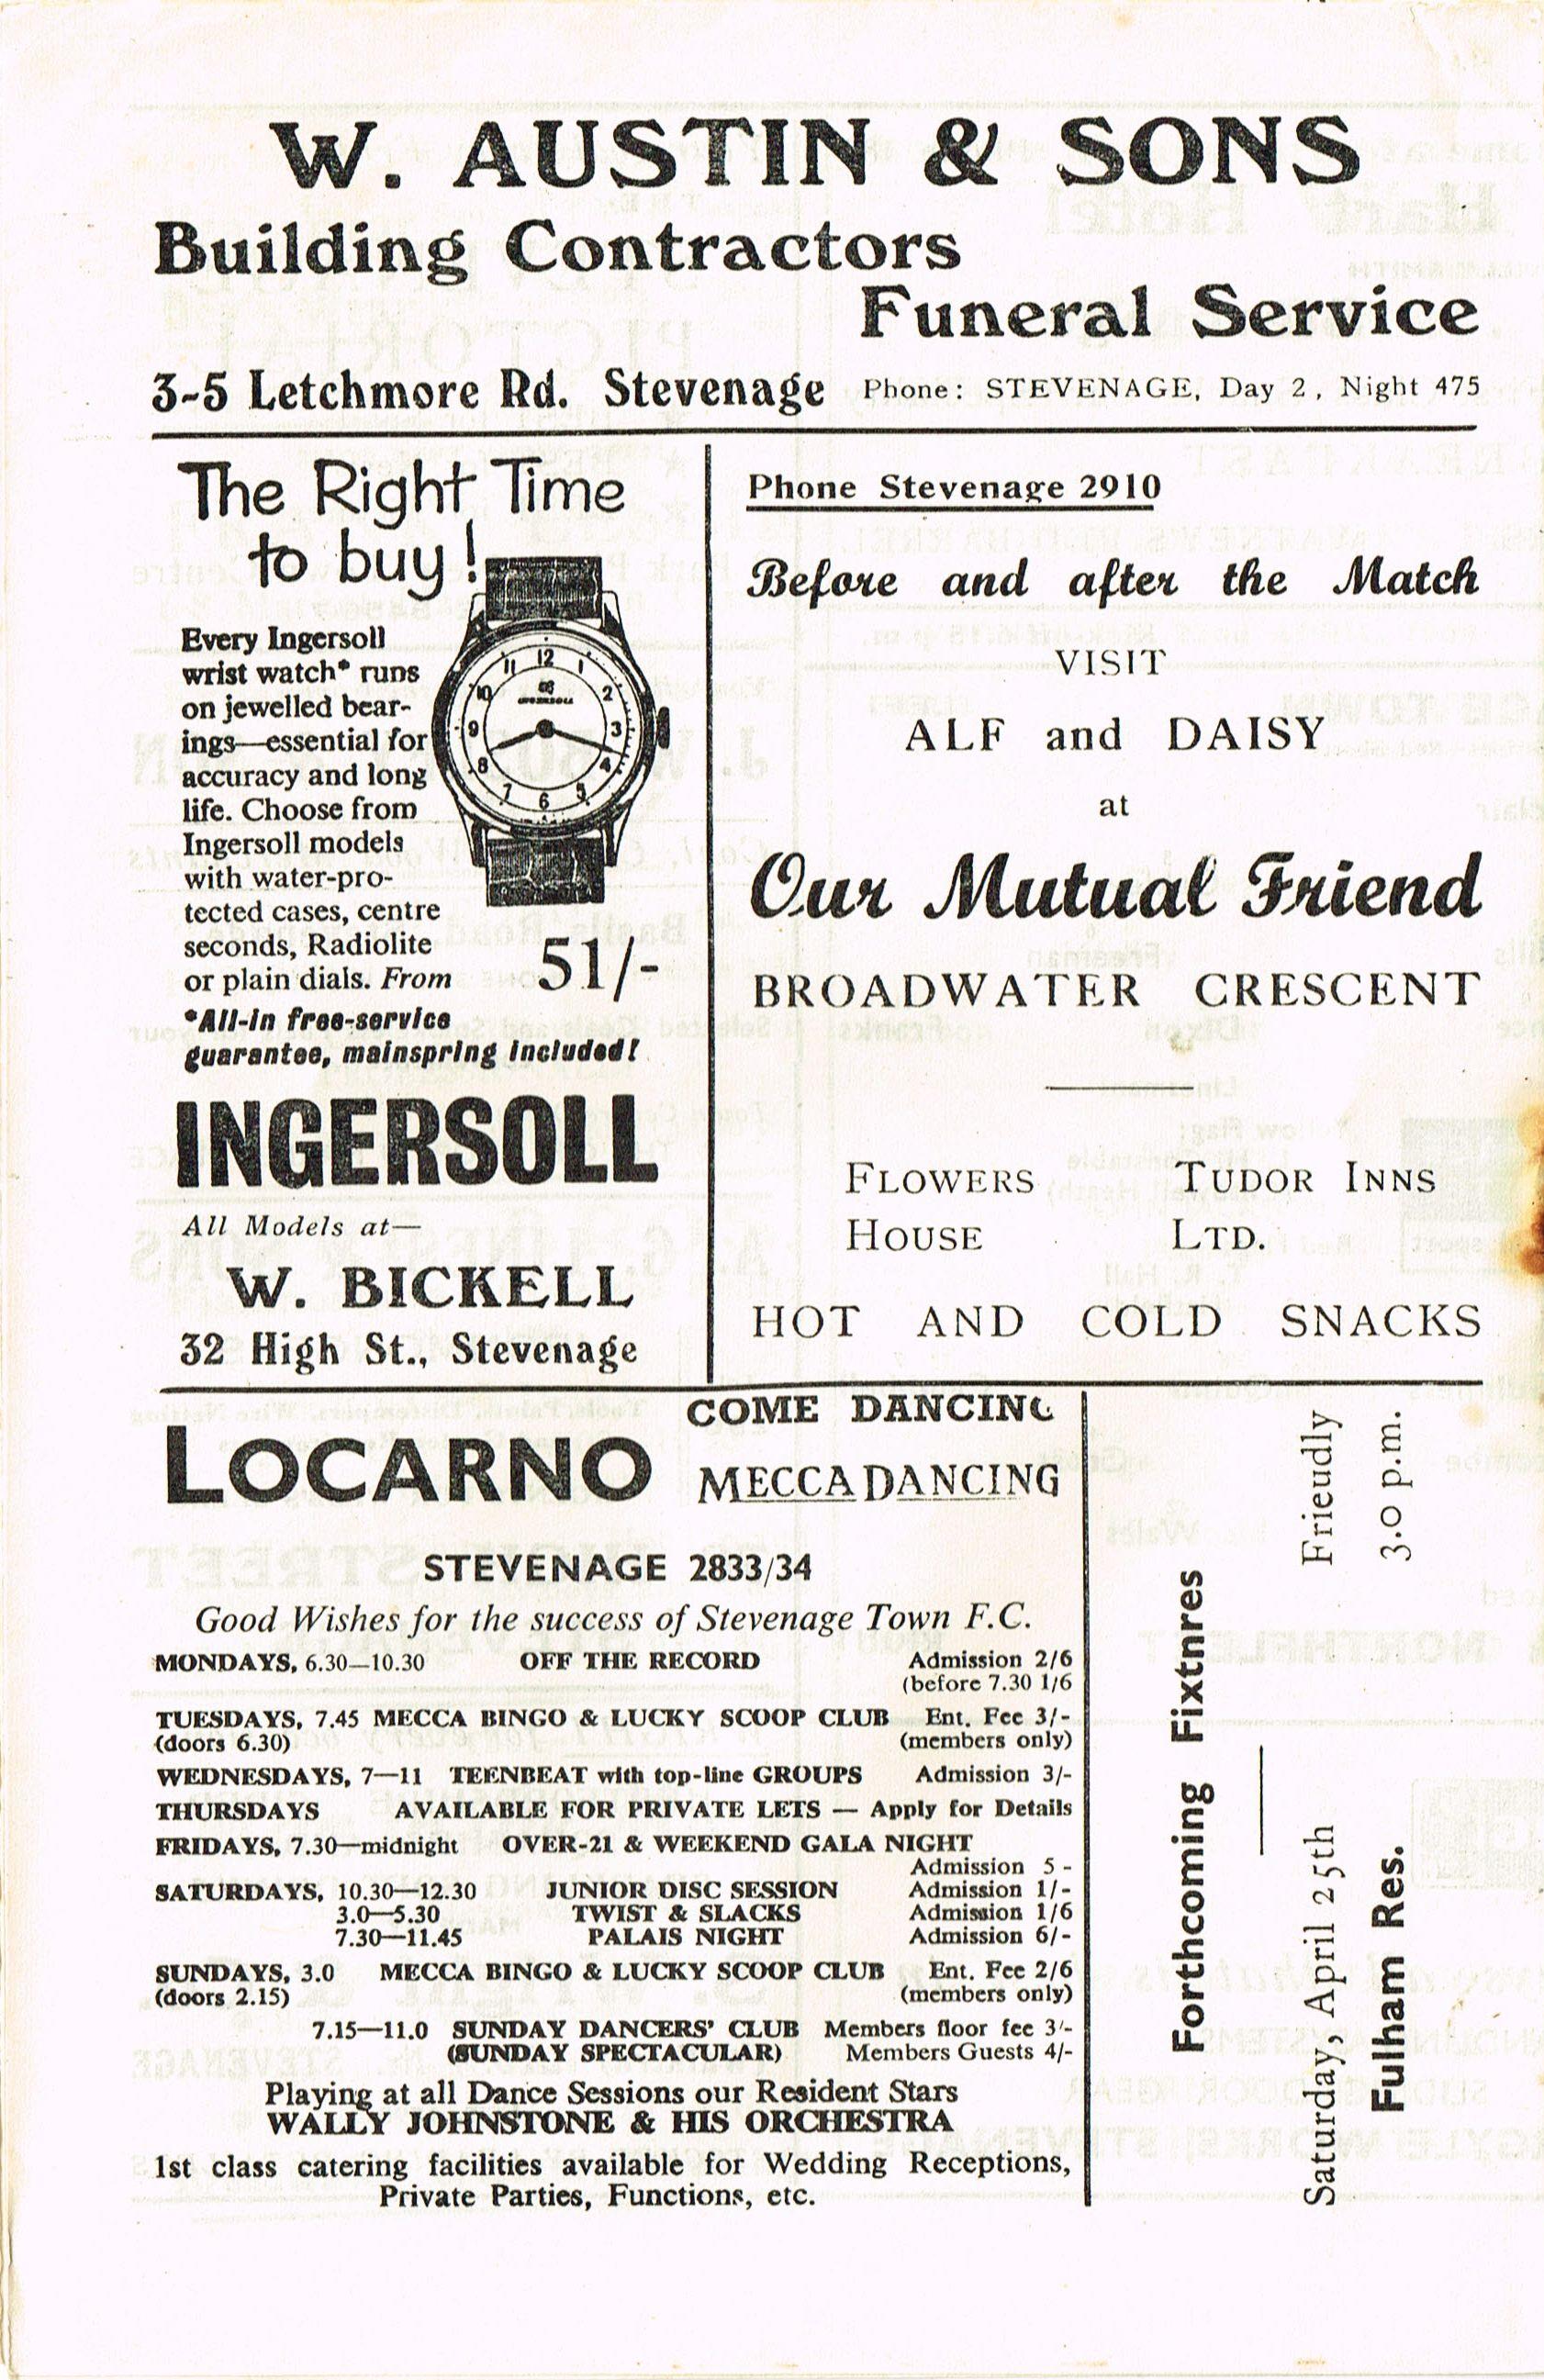 W. AUSTIN & SONS
Building Contractors
Funeral Service
3-5 Letchmore Rd. Stevenage Phone: STEVENAGE, Day 2, Night 475
The Right Time
to buy!
Every Ingersoll
wrist watch* runs
on jewelled bear-
ings—essential for
accuracy and long
life. Choose from
Ingersoll models
with water-pro-
tected cases, centre
seconds, Radiolite
or plain dials. From 51/-
*All-in free-service
guarantee, mainspring included!
12
1
2
3
4
5
6
7
8
9
10
11
INGERSOLL
INGERSOLL
All Models at—
W. BICKELL
32 High St., Stevenage
Phone Stevenage 2910
Before and after the Match
VISIT
ALF and DAISY
at
Our Mutual Friend
BROADWATER CRESCENT
FLOWERS TUDOR INNS
HOUSE LTD.
HOT AND COLD SNACKS
COME DANCING
LOCARNO MECCA DANCING
STEVENAGE 2833/34
Good Wishes for the success of Stevenage Town F.C.
MONDAYS, 6.30—10.30 OFF THE RECORD Admission 2/6
(before 7.30 1/6
TUESDAYS, 7.45 MECCA BINGO & LUCKY SCOOP CLUB Ent. Fee 3/-
(doors 6.30) (members only)
WEDNESDAYS, 7—11 TEENBEAT with top-line GROUPS Admission 3/-
THURSDAYS AVAILABLE FOR PRIVATE LETS — Apply for Details
FRIDAYS, 7.30—midnight OVER-21 & WEEKEND GALA NIGHT
Admission 5 -
SATURDAYS, 10.30—12.30 JUNIOR DISC SESSION Admission 1/-
3.0—5.30 TWIST & SLACKS Admission 1/6
7.30—11.45 PALAIS NIGHT Admission 6/-
SUNDAYS, 3.0 MECCA BINGO & LUCKY SCOOP CLUB Ent. Fee 2/6
(doors 2.15) (members only)
7.15—11.0 SUNDAY DANCERS' CLUB Members floor fee 3/-
(SUNDAY SPECTACULAR) Members Guests 4/-
Playing at all Dance Sessions our Resident Stars
WALLY JOHNSTONE & HIS ORCHESTRA
1st class catering facilities available for Wedding Receptions,
Private Parties, Functions, etc.
Forthcoming Fixtnres
Saturday, April 25th Frieudly
Fulham Res. 3.0 p.m.